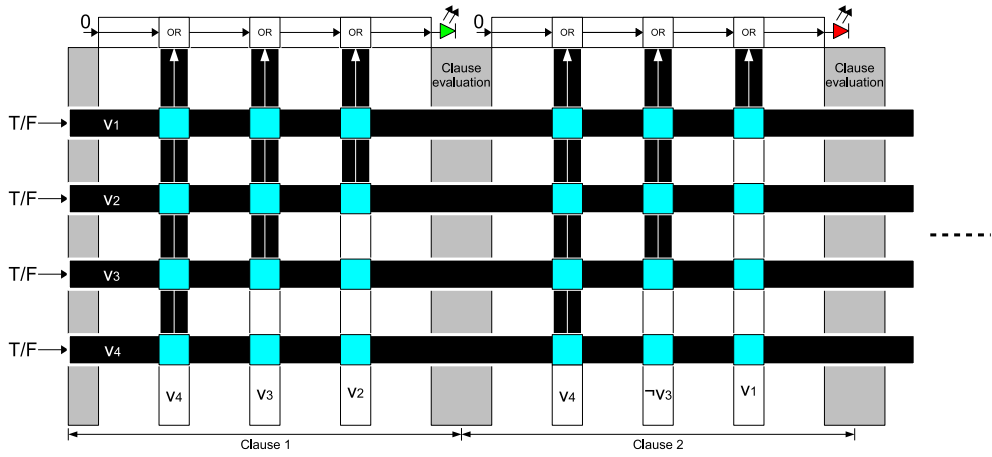 0 OR OR OR 0 OR OR OR
Clause evaluation
Clause evaluation
T/F v1
T/F v2
T/F v3
T/F v4
v4 v3 v2 v4 ¬v3 v1
Clause 1 Clause 2